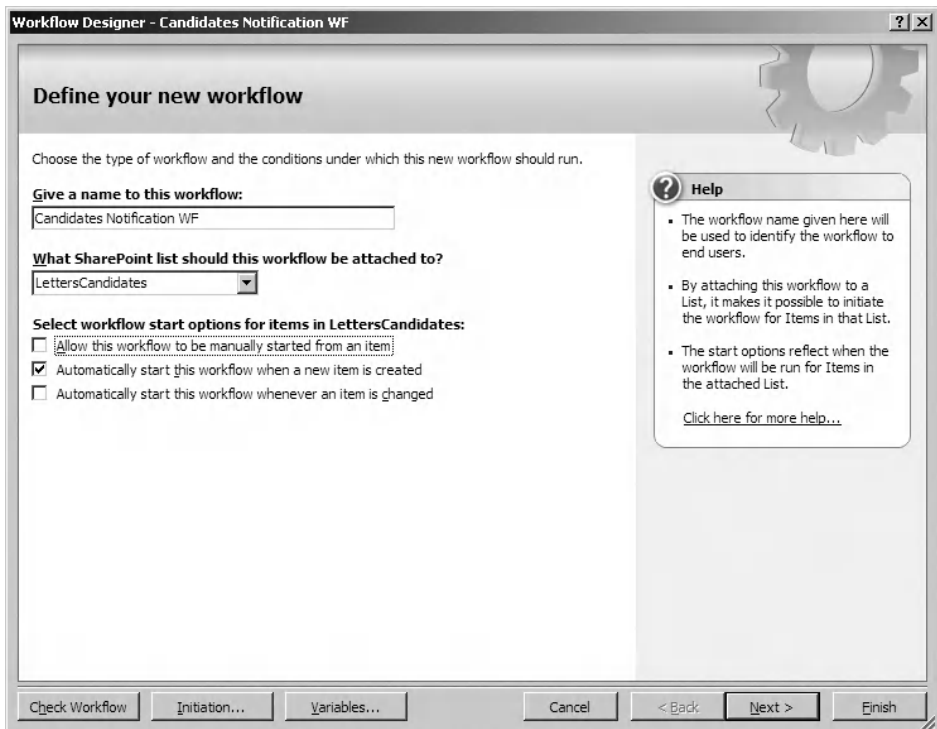 Workflow Designer - Candidates Notification WF
Define your new workflow
Choose the type of workflow and the conditions under which this new workflow should run.
Give a name to this workflow:
Candidates Notification WF
What SharePoint list should this workflow be attached to?
LettersCandidates
Select workflow start options for items in LettersCandidates:
Allow this workflow to be manually started from an item
Automatically start this workflow when a new item is created
Automatically start this workflow whenever an item is changed
Help
The workflow name given here will
be used to identify the workflow to
end users.
By attaching this workflow to a
List, it makes it possible to initiate
the workflow for Items in that List.
The start options reflect when the
workflow will be run for Items in
the attached List.
Click here for more help...
Check Workflow
Initiation...
Variables...
Cancel
< Back
Next >
Finish